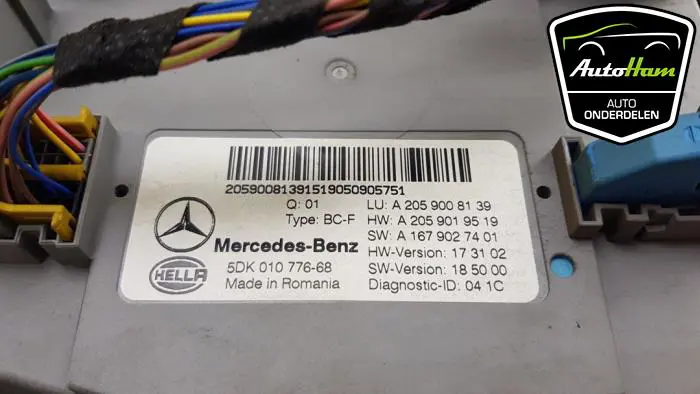 AutoHam
AUTO
ONDERDELEN
20590081391519050905751
Q: 01
LU: A 205 900 81 39
Type: BC-F
HW: A 205 901 95 19
SW: A 167 902 74 01
Mercedes-Benz
HW-Version: 17 31 02
HELLA
5DK 010 776-68
SW-Version: 18 50 00
Made in Romania
Diagnostic-ID: 04 1C